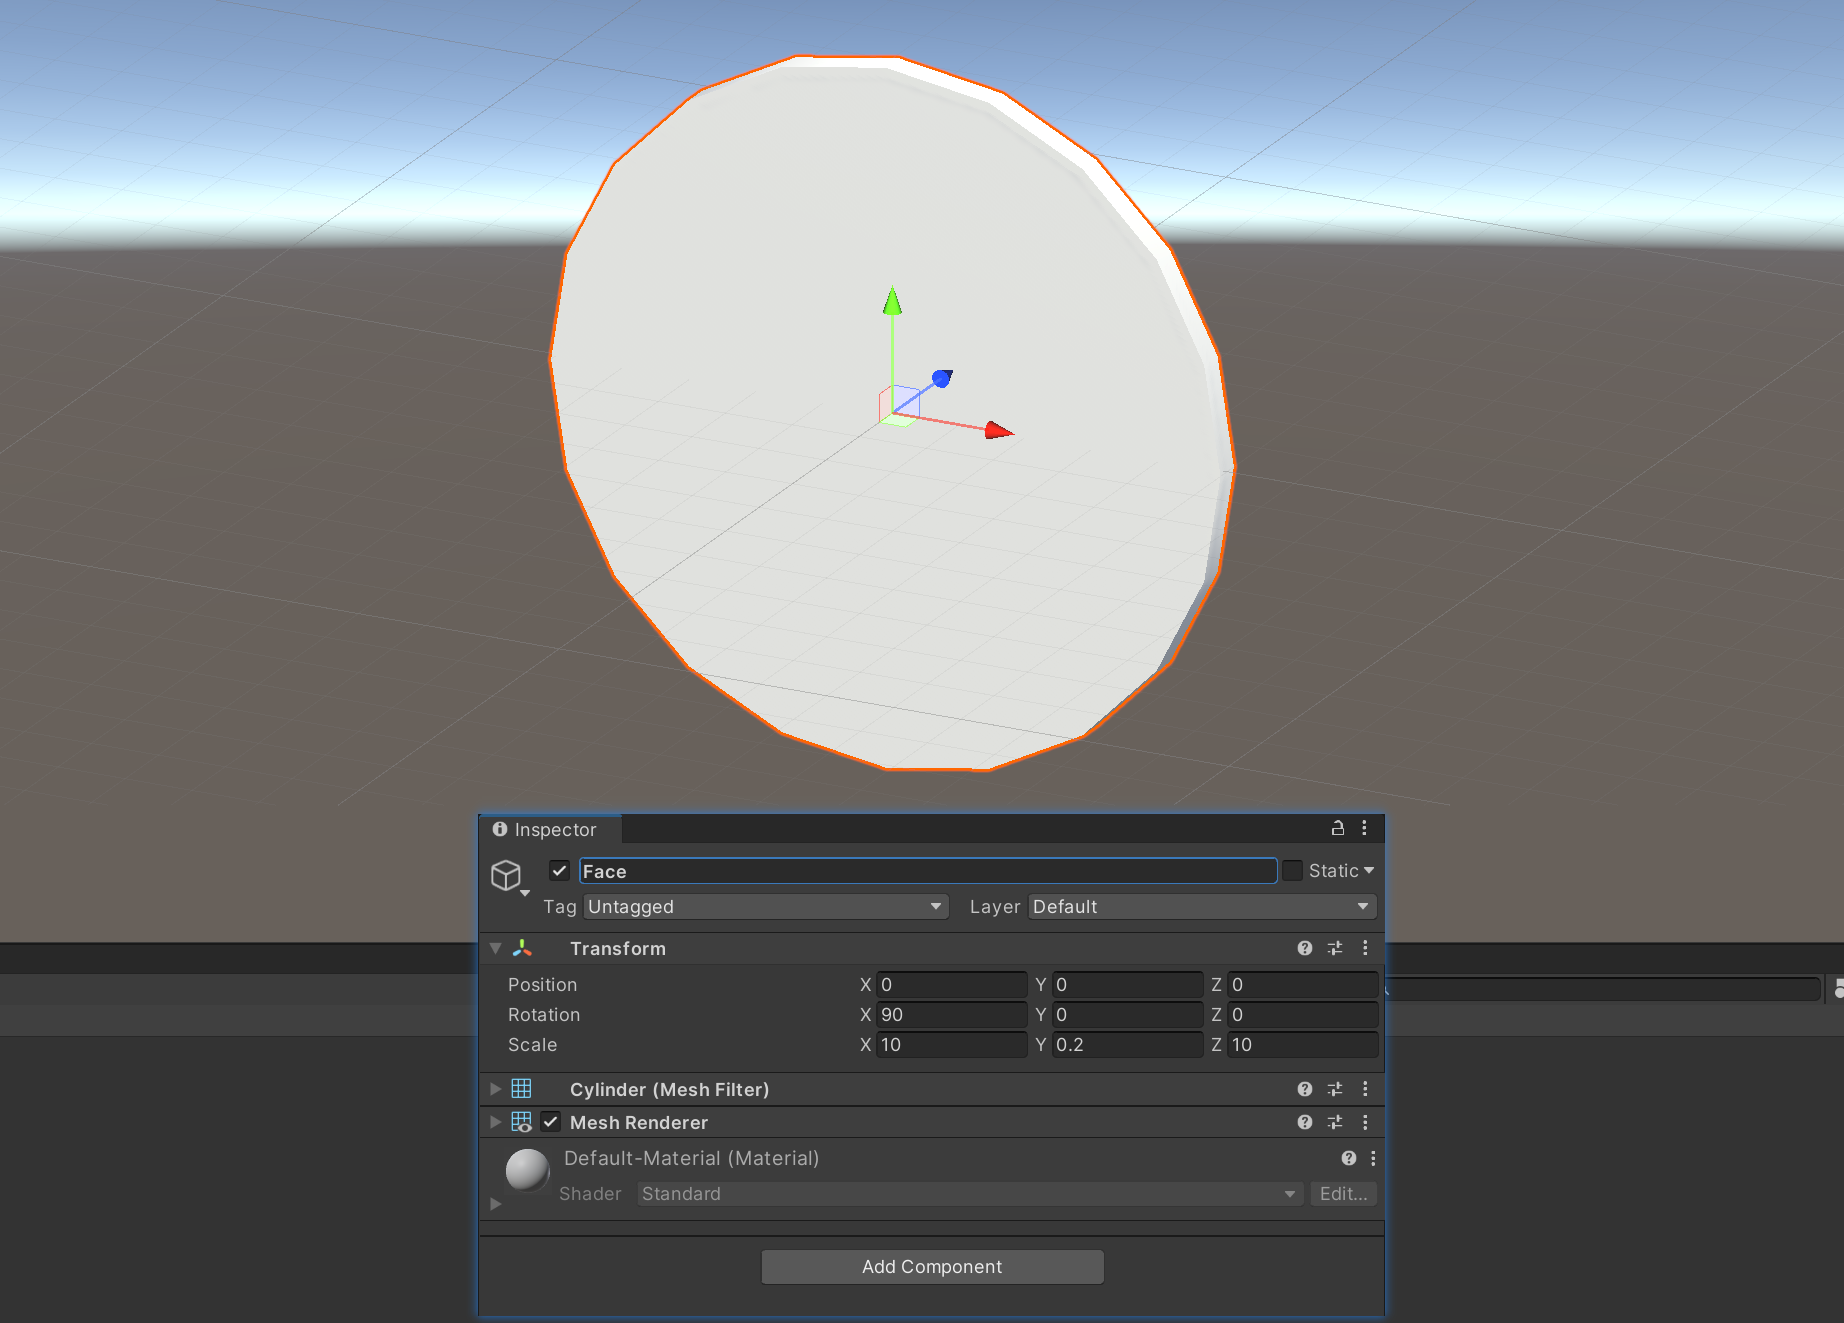 Inspector
Face
Static
Tag Untagged Layer Default
Transform
Position X 0 Y 0 Z 0
Rotation X 90 Y 0 Z 0
Scale X 10 Y 0.2 Z 10
Cylinder (Mesh Filter)
Mesh Renderer
Default-Material (Material)
Shader Standard Edit...
Add Component